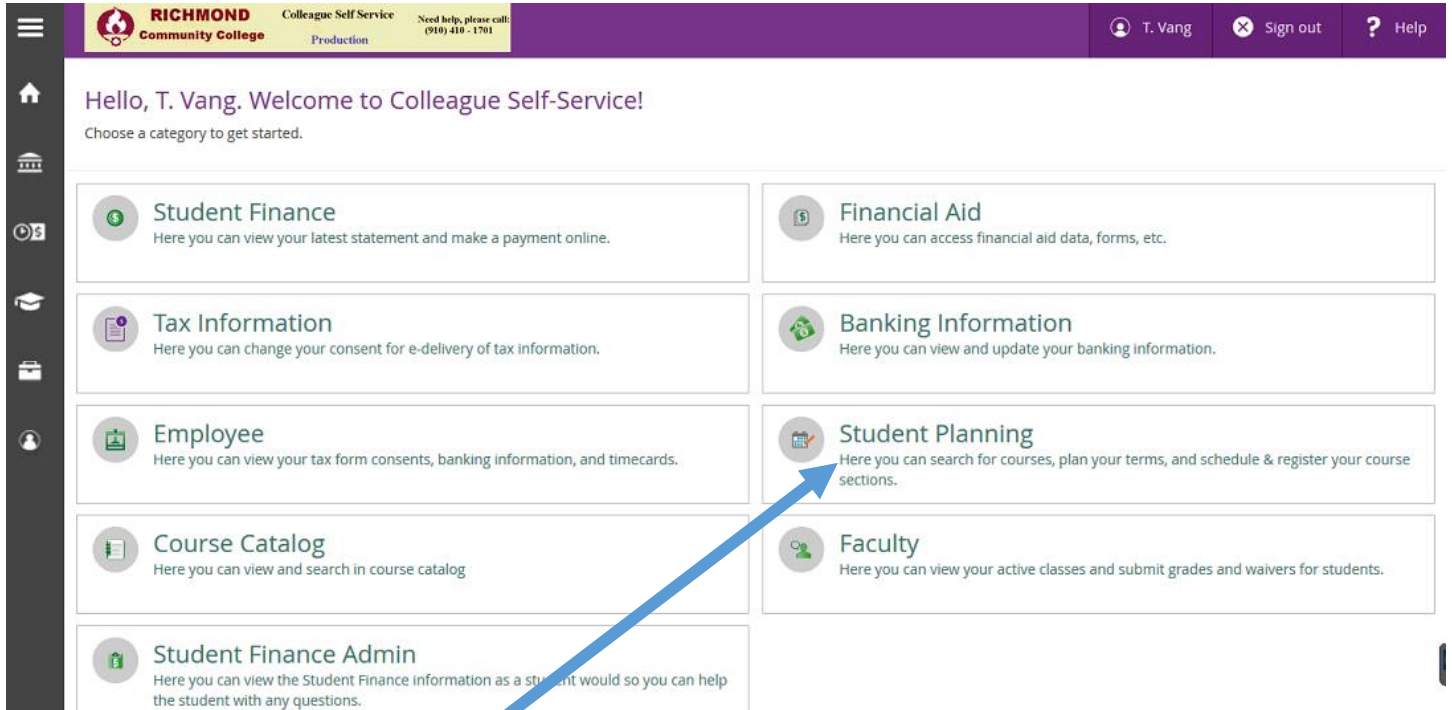 RICHMOND
Community College
Colleague Self Service
Production
Need help, please call:
(910) 410 - 1701
T. Vang
Sign out
? Help
Hello, T. Vang. Welcome to Colleague Self-Service!
Choose a category to get started.
Student Finance
Here you can view your latest statement and make a payment online.
Financial Aid
Here you can access financial aid data, forms, etc.
Tax Information
Here you can change your consent for e-delivery of tax information.
Banking Information
Here you can view and update your banking information.
Employee
Here you can view your tax form consents, banking information, and timecards.
Student Planning
Here you can search for courses, plan your terms, and schedule & register your course
sections.
Course Catalog
Here you can view and search in course catalog
Faculty
Here you can view your active classes and submit grades and waivers for students.
Student Finance Admin
Here you can view the Student Finance information as a student would so you can help
the student with any questions.